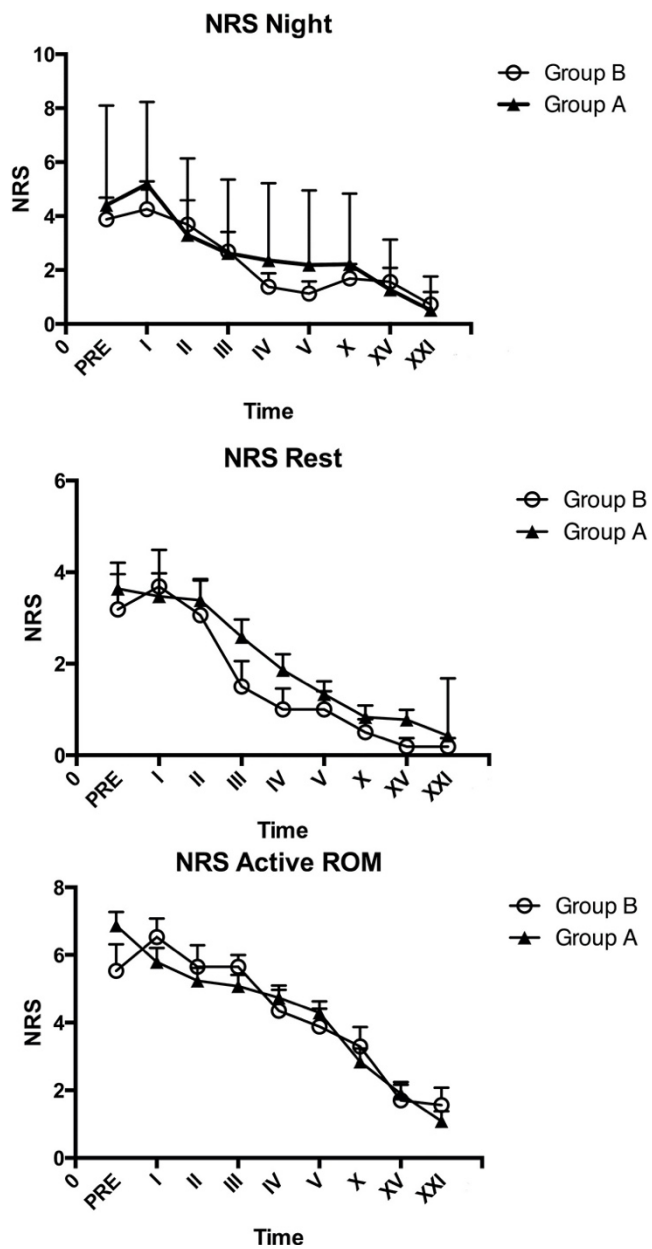 NRS Night
10
8
6
4
2
0
NRS
0
PRE
I
II
III
IV
V
X
XV
XXI
Time
Group B
Group A
NRS Rest
6
4
2
0
NRS
0
PRE
I
II
III
IV
V
X
XV
XXI
Time
Group B
Group A
NRS Active ROM
8
6
4
2
0
NRS
0
PRE
I
II
III
IV
V
X
XV
XXI
Time
Group B
Group A